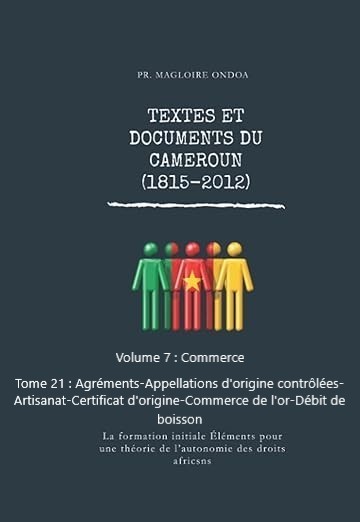 PR. MAGLOIRE ONDOA
TEXTES ET
DOCUMENTS DU
CAMEROUN
(1815-2012)
Volume 7 : Commerce
Tome 21 : Agréments-Appellations d'origine contrôlées-
Artisanat-Certificat d'origine-Commerce de l'or-Débit de
boisson
La formation initiale Éléments pour
une théorie de l'autonomie des droits
africsns